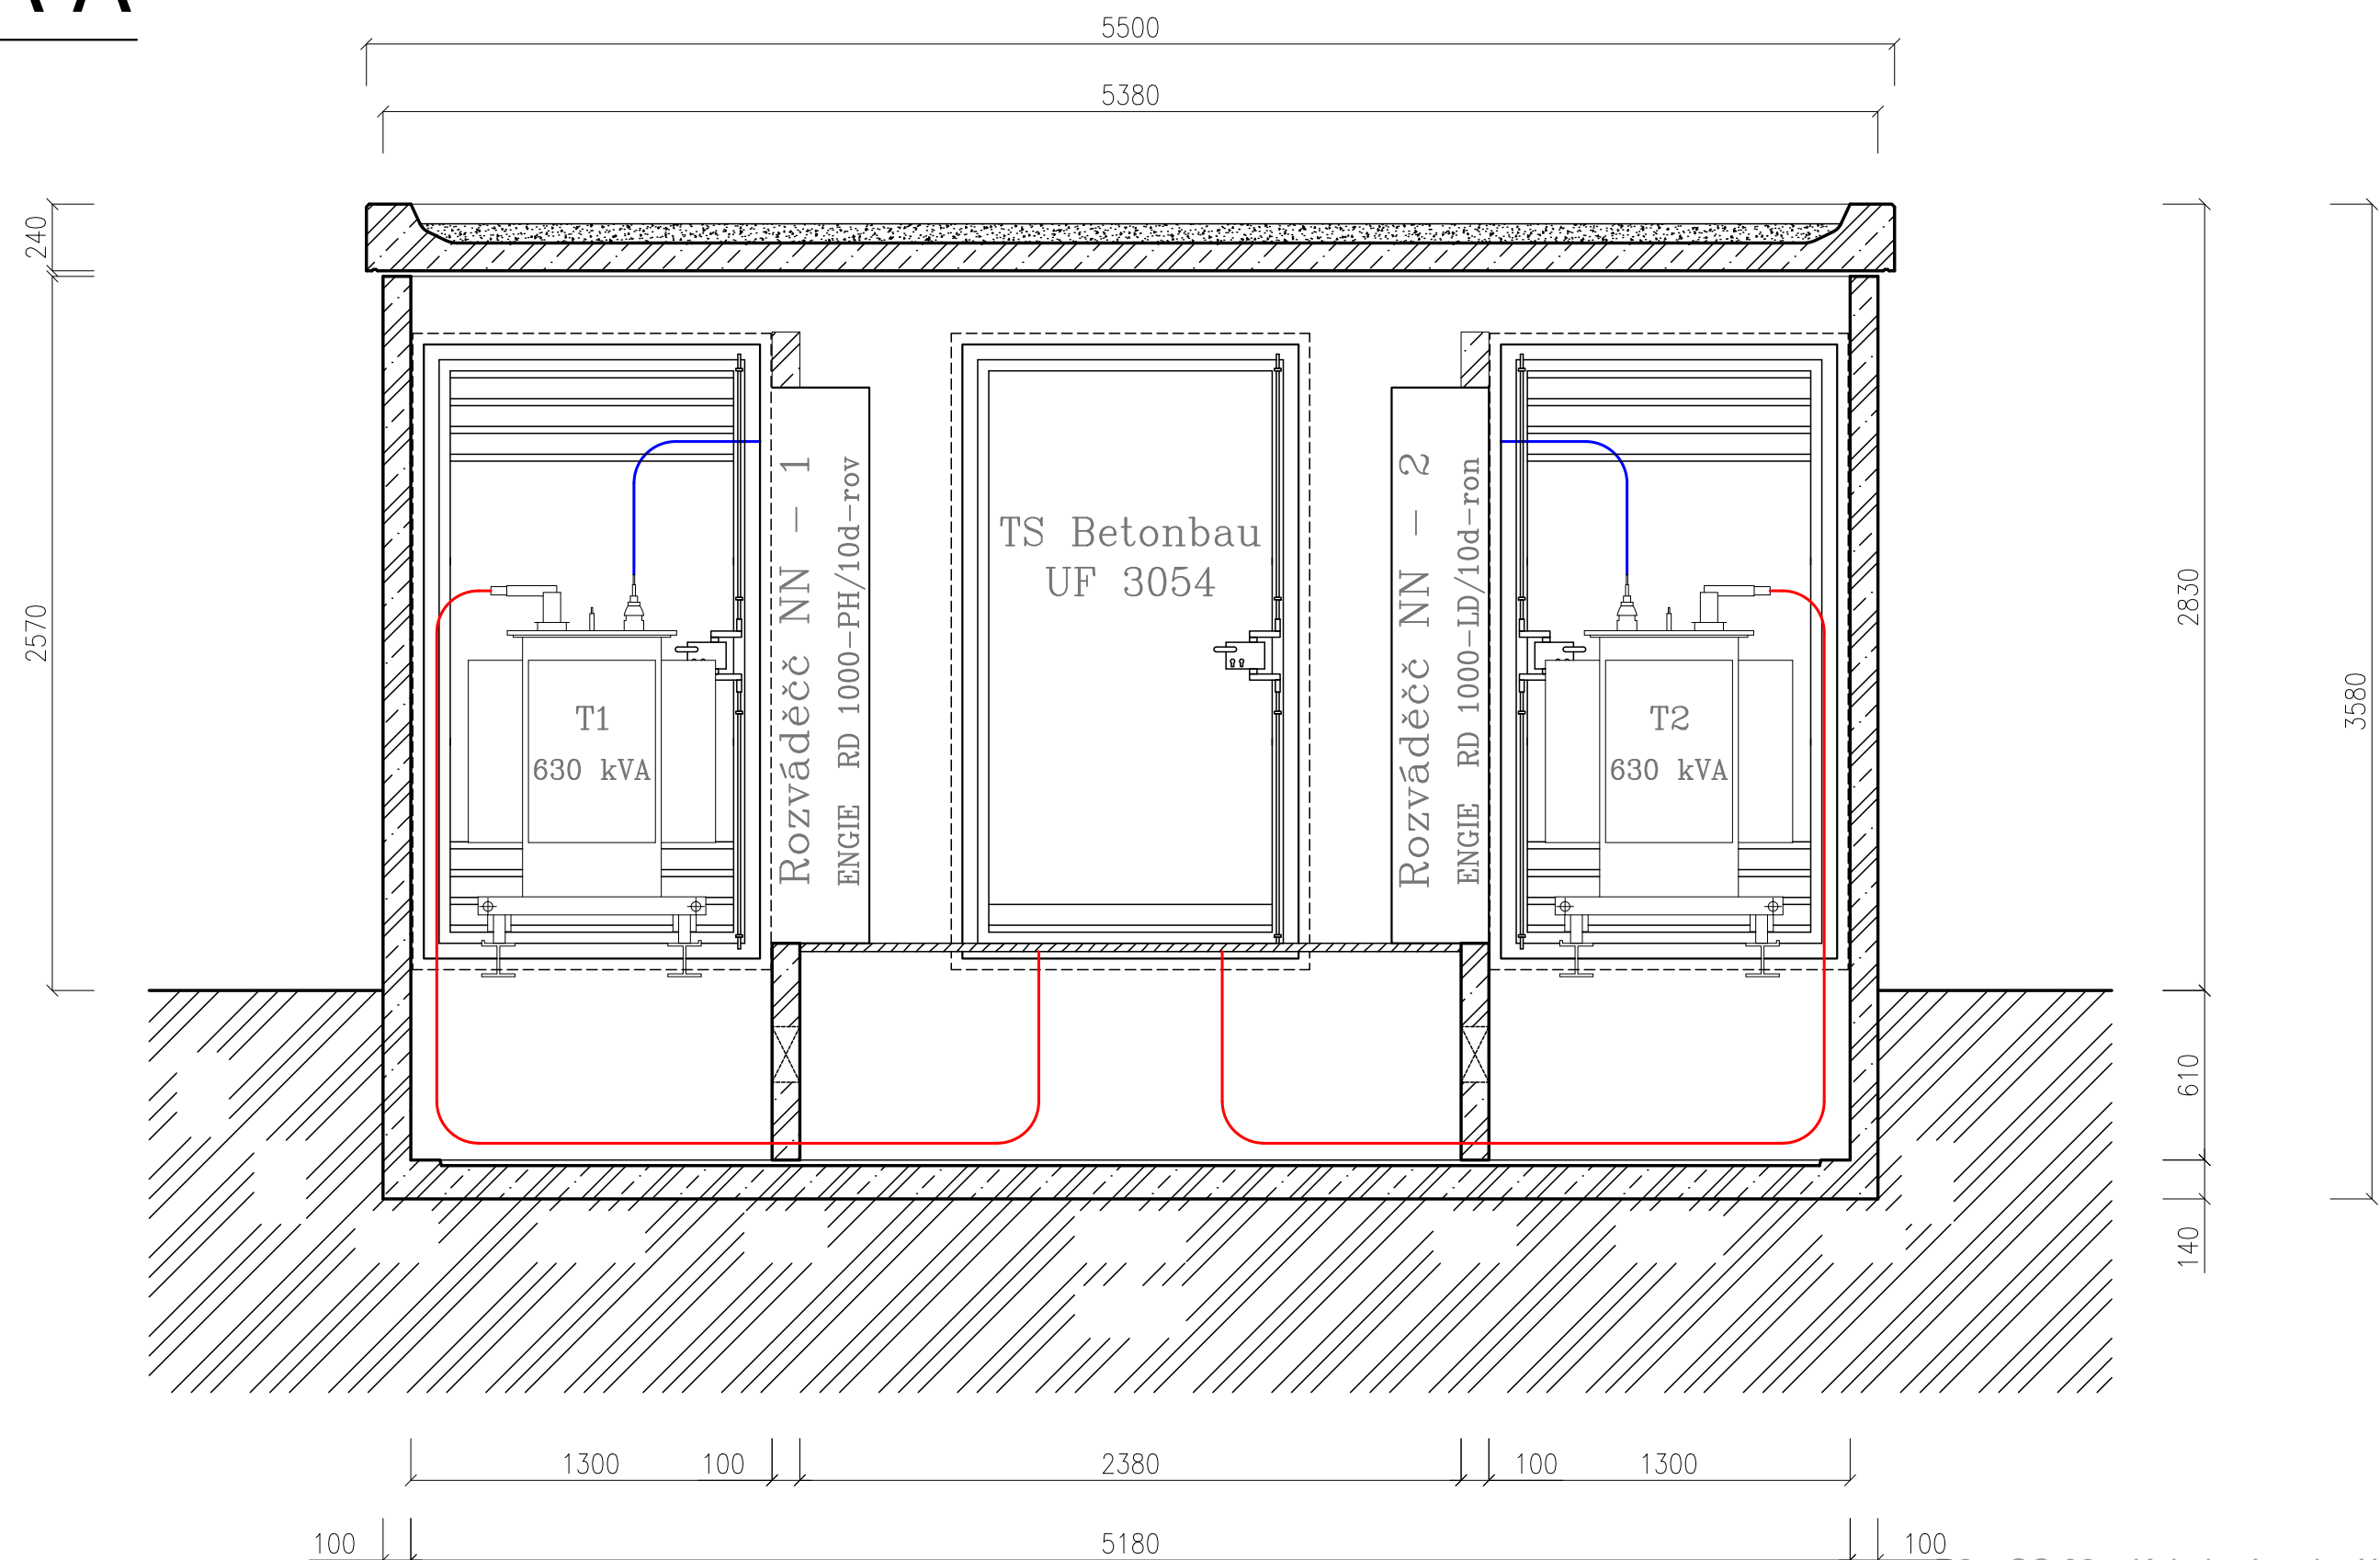 5500
5380
240
2570
2830
3580
610
140
Rozváděčč NN - 1
ENGIE RD 1000-PH/10d-rov
TS Betonbau
UF 3054
Rozváděčč NN - 2
ENGIE RD 1000-LD/10d-ron
T1
630 kVA
T2
630 kVA
1300 100 2380 100 1300
100 5180 100